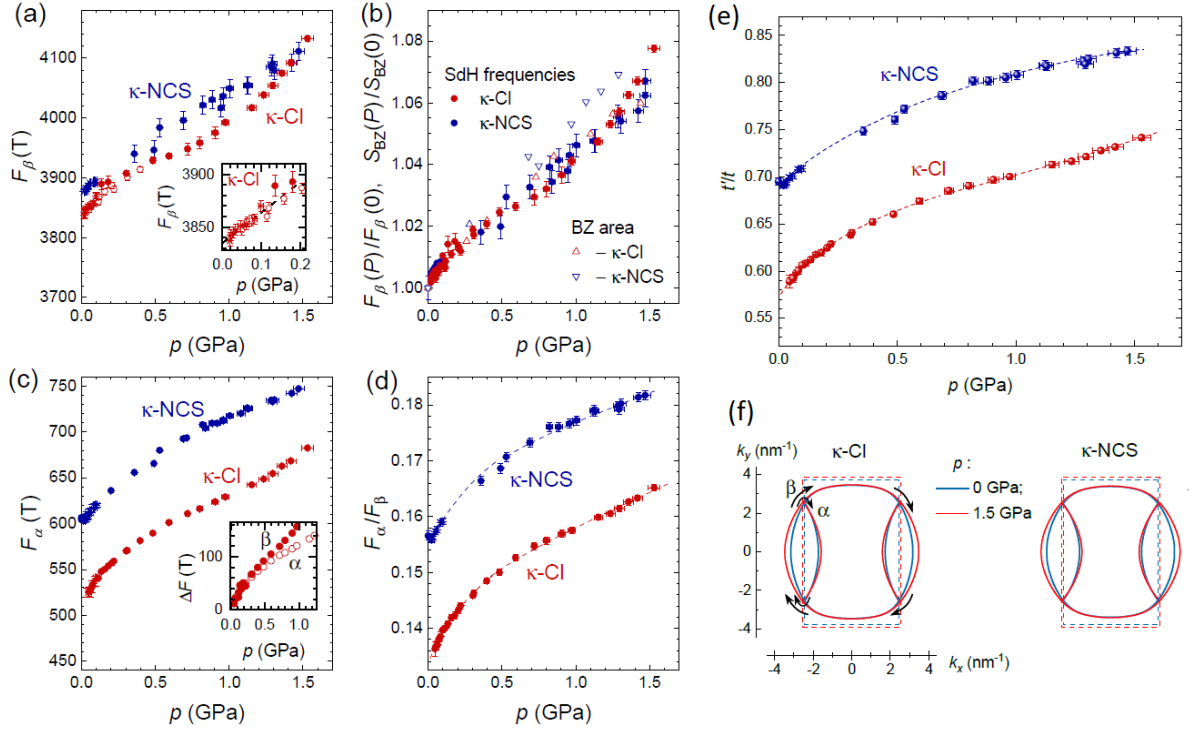 (a)
F_β (T)
4100
4000
3900
3800
3700
κ-NCS
κ-Cl
κ-Cl
F_β (T)
3900
3850
0.0 0.1 0.2
p (GPa)
0.0 0.5 1.0 1.5
p (GPa)
(b)
F_β(P)/F_β(0), S_BZ(P)/S_BZ(0)
1.08
1.06
1.04
1.02
1.00
SdH frequencies
κ-Cl
κ-NCS
BZ area
– κ-Cl
– κ-NCS
0.0 0.5 1.0 1.5
p (GPa)
(e)
t'/t
0.85
0.80
0.75
0.70
0.65
0.60
0.55
κ-NCS
κ-Cl
0.0 0.5 1.0 1.5
p (GPa)
(c)
F_α (T)
750
700
650
600
550
500
450
κ-NCS
κ-Cl
ΔF (T)
100
0
β
α
0.0 0.5 1.0
p (GPa)
0.0 0.5 1.0 1.5
p (GPa)
(d)
F_α/F_β
0.18
0.17
0.16
0.15
0.14
κ-NCS
κ-Cl
0.0 0.5 1.0 1.5
p (GPa)
(f)
k_y (nm⁻¹)
κ-Cl
κ-NCS
p :
0 GPa;
1.5 GPa
4
2
0
-2
-4
β
α
-4 -2 0 2 4
k_x (nm⁻¹)